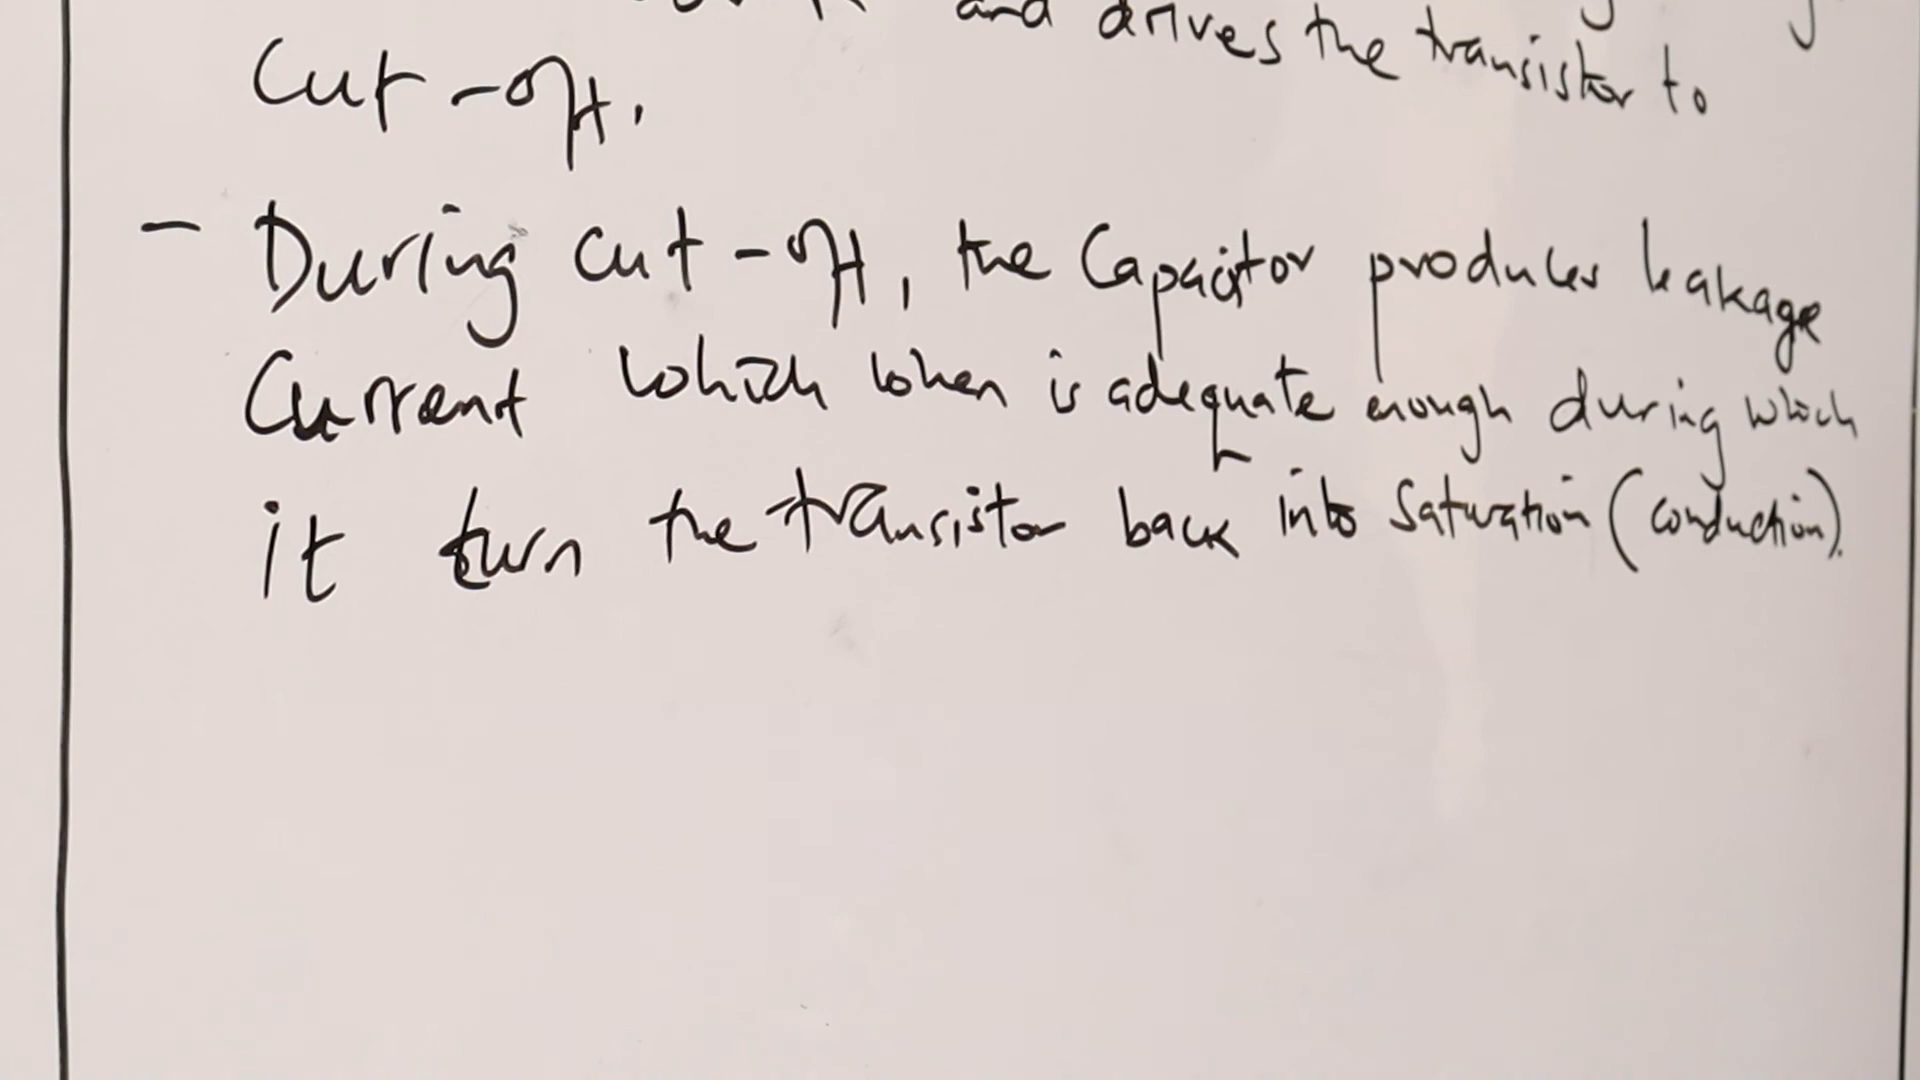 and drives the transistor to
Cut-off.
- During cut-off, the Capacitor produces leakage
Current which when is adequate enough during which
it turn the transistor back into Saturation (conduction).